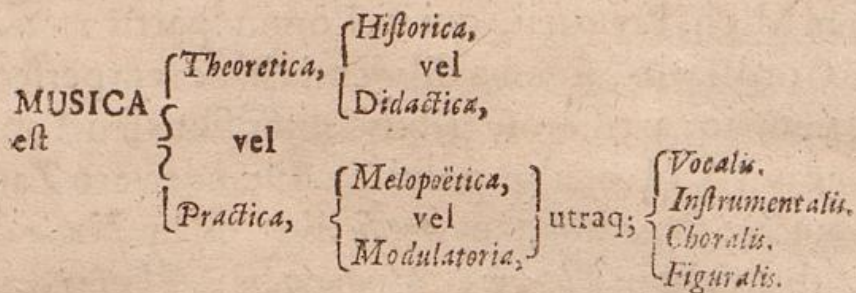 MUSICA
eſt
Theoretica,
Hiſtorica,
vel
Didactica,
vel
Practica,
Melopoëtica,
vel
Modulatoria,
utraq;
Vocalis.
Inſtrumentalis.
Choralis.
Figuralis.